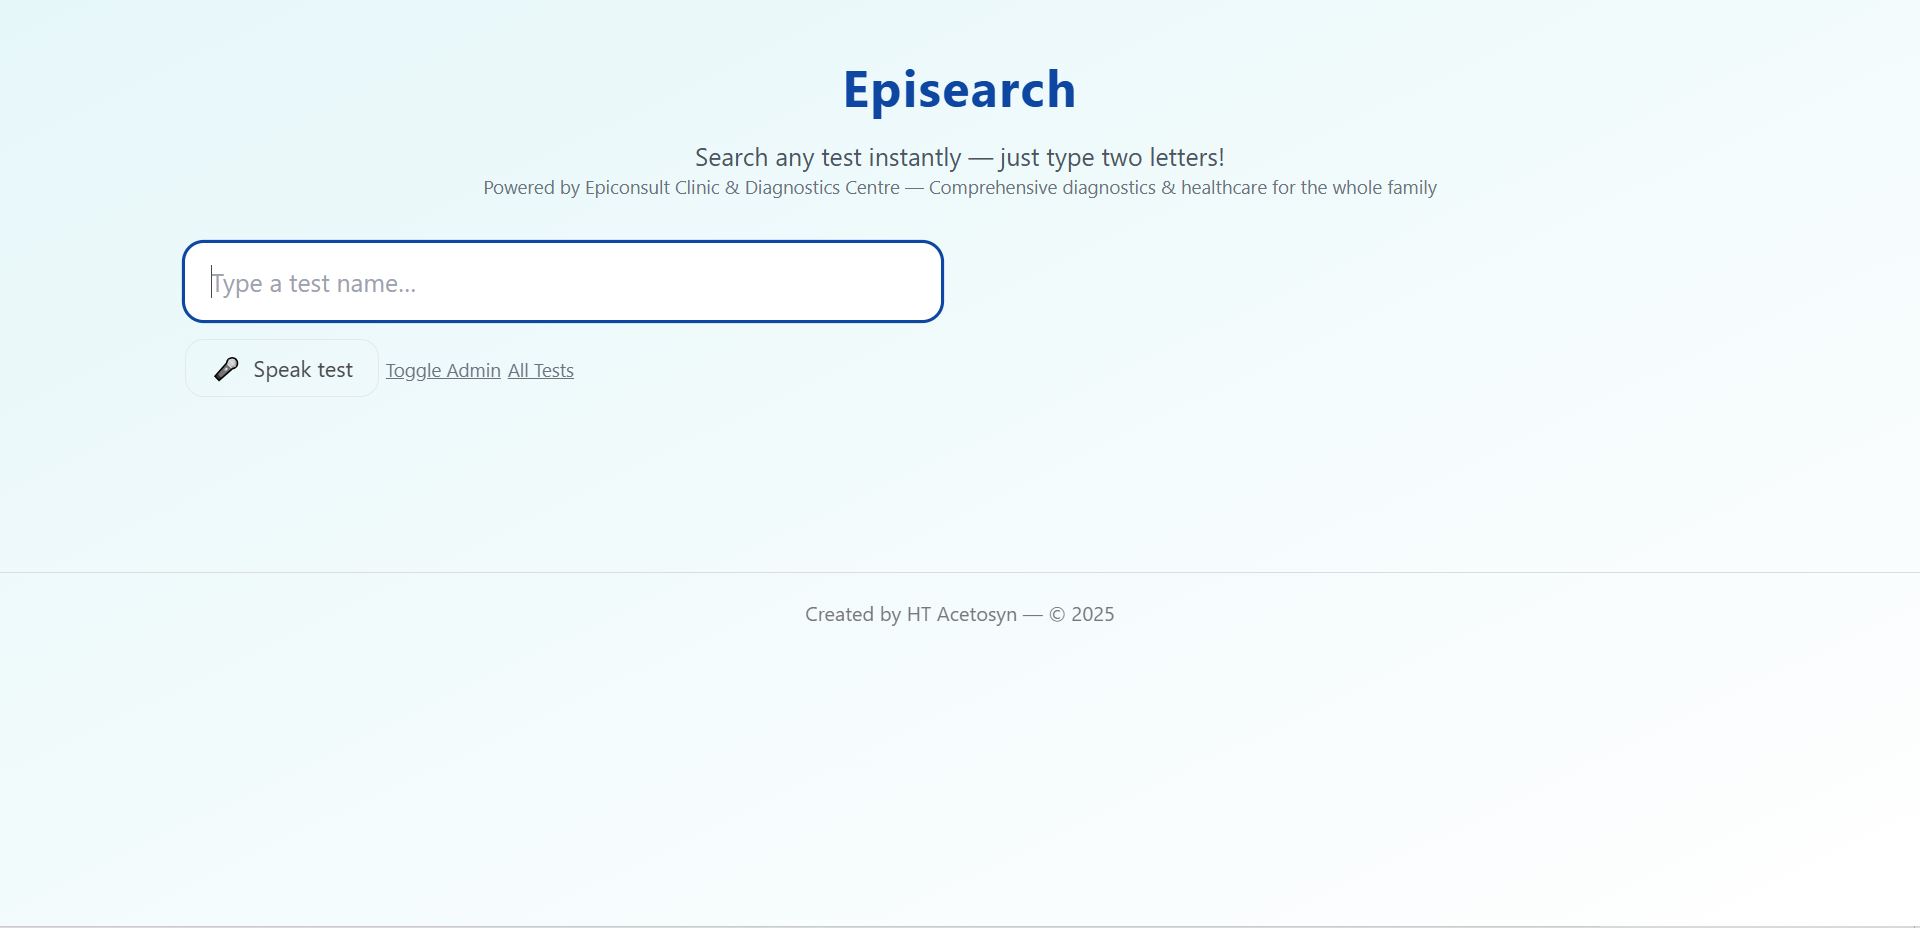 Episearch
Search any test instantly — just type two letters!
Powered by Epiconsult Clinic & Diagnostics Centre — Comprehensive diagnostics & healthcare for the whole family
Type a test name...
Speak test Toggle Admin All Tests
Created by HT Acetosyn — © 2025